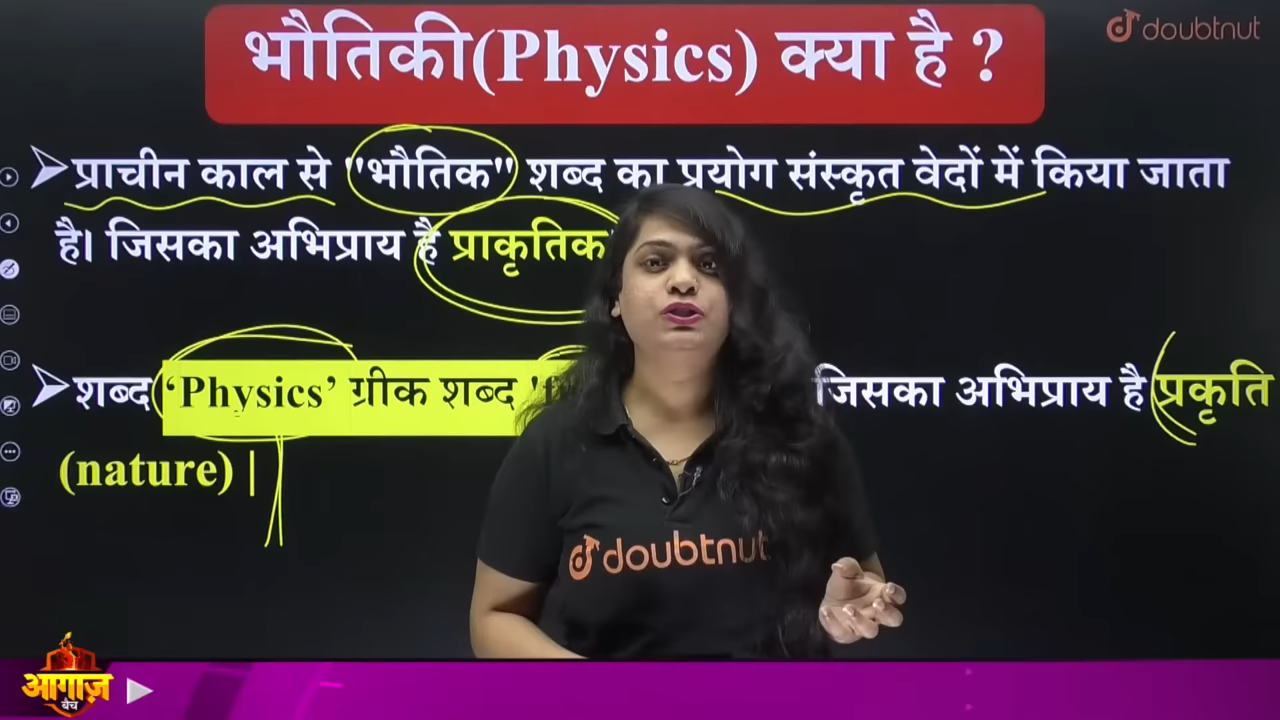 भौतिकी(Physics) क्या है ?
doubtnut
प्राचीन काल से "भौतिक" शब्द का प्रयोग संस्कृत वेदों में किया जाता
है। जिसका अभिप्राय है प्राकृतिक
शब्द ‘Physics’ ग्रीक शब्द जिसका अभिप्राय है प्रकृति
(nature) |
doubtnut
आगाज़
बैच